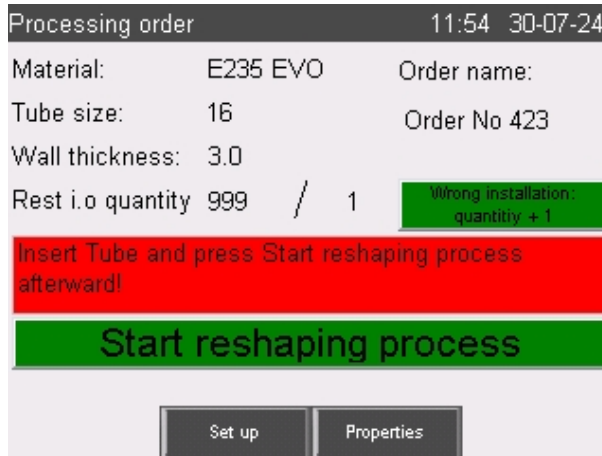 Processing order 11:54 30-07-24
Material: E235 EVO Order name:
Tube size: 16 Order No 423
Wall thickness: 3.0
Rest i.o quantity 999 / 1 Wrong installation:
quantitiy + 1
Insert Tube and press Start reshaping process
afterward!
Start reshaping process
Set up Properties